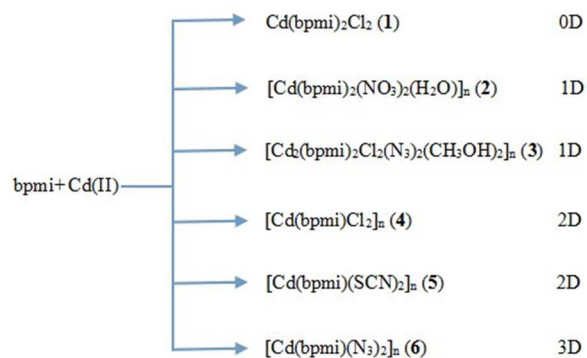 Cd(bpmi)₂Cl₂ (1) 0D
[Cd(bpmi)₂(NO₃)₂(H₂O)]ₙ (2) 1D
[Cd₂(bpmi)₂Cl₂(N₃)₂(CH₃OH)₂]ₙ (3) 1D
bpmi+Cd(II)
[Cd(bpmi)Cl₂]ₙ (4) 2D
[Cd(bpmi)(SCN)₂]ₙ (5) 2D
[Cd(bpmi)(N₃)₂]ₙ (6) 3D